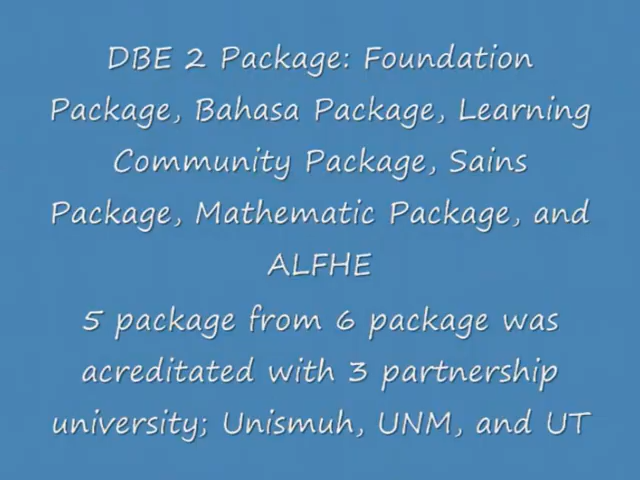 DBE 2 Package: Foundation
Package, Bahasa Package, Learning
Community Package, Sains
Package, Mathematic Package, and
ALFHE
5 package from 6 package was
acreditated with 3 partnership
university; Unismuh, UNM, and UT